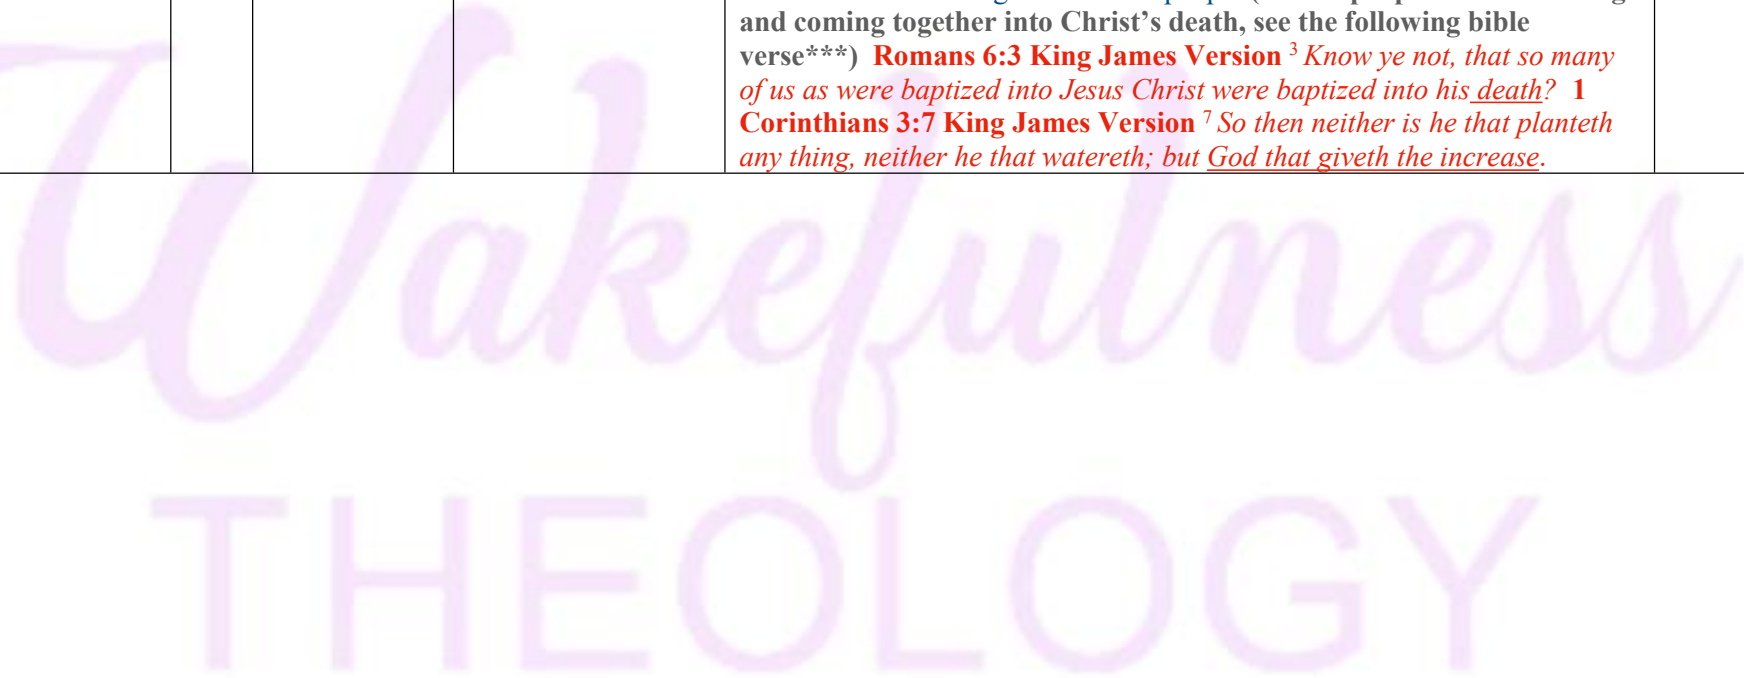 and coming together into Christ’s death, see the following bible
verse***) Romans 6:3 King James Version 3 Know ye not, that so many
of us as were baptized into Jesus Christ were baptized into his death? 1
Corinthians 3:7 King James Version 7 So then neither is he that planteth
any thing, neither he that watereth; but God that giveth the increase.
Wakefulness
THEOLOGY